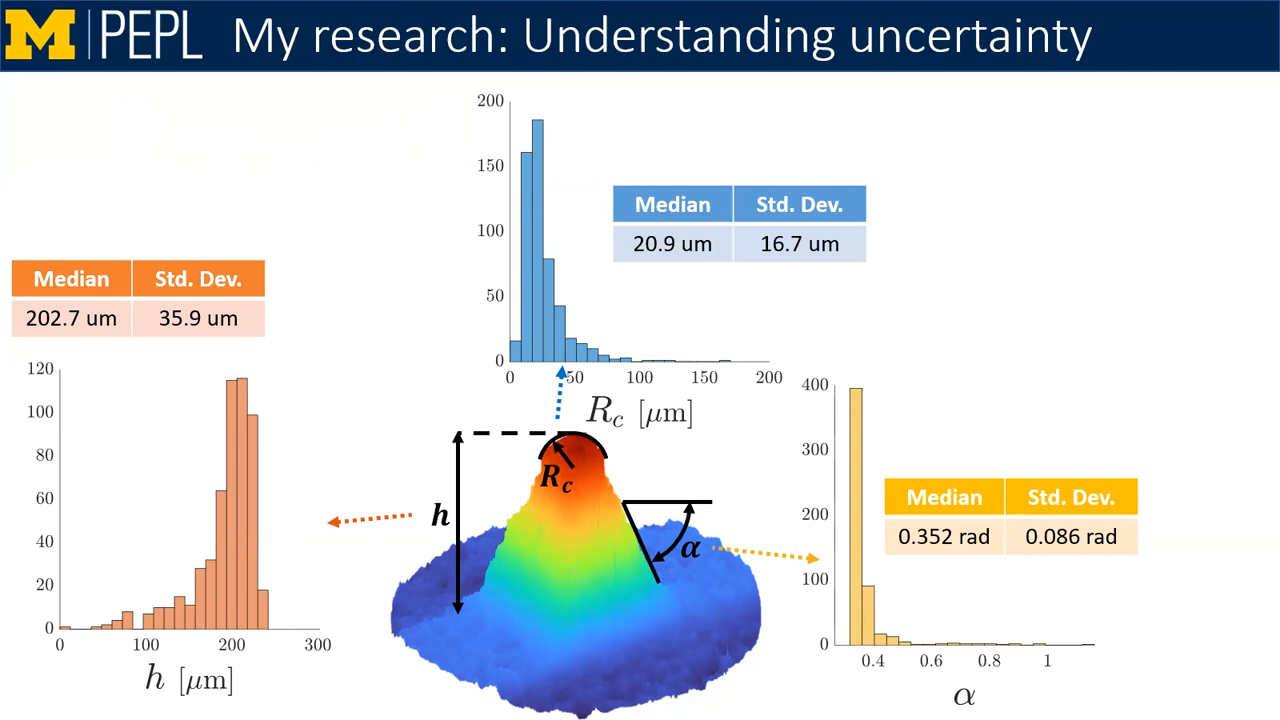 M PEPL My research: Understanding uncertainty
200
150
100
50
0
0 50 100 150 200
R_c [μm]
Median Std. Dev.
20.9 um 16.7 um
Median Std. Dev.
202.7 um 35.9 um
120
100
80
60
40
20
0
0 100 200 300
h [μm]
h
R_c
α
400
300
200
100
0
0.4 0.6 0.8 1
α
Median Std. Dev.
0.352 rad 0.086 rad